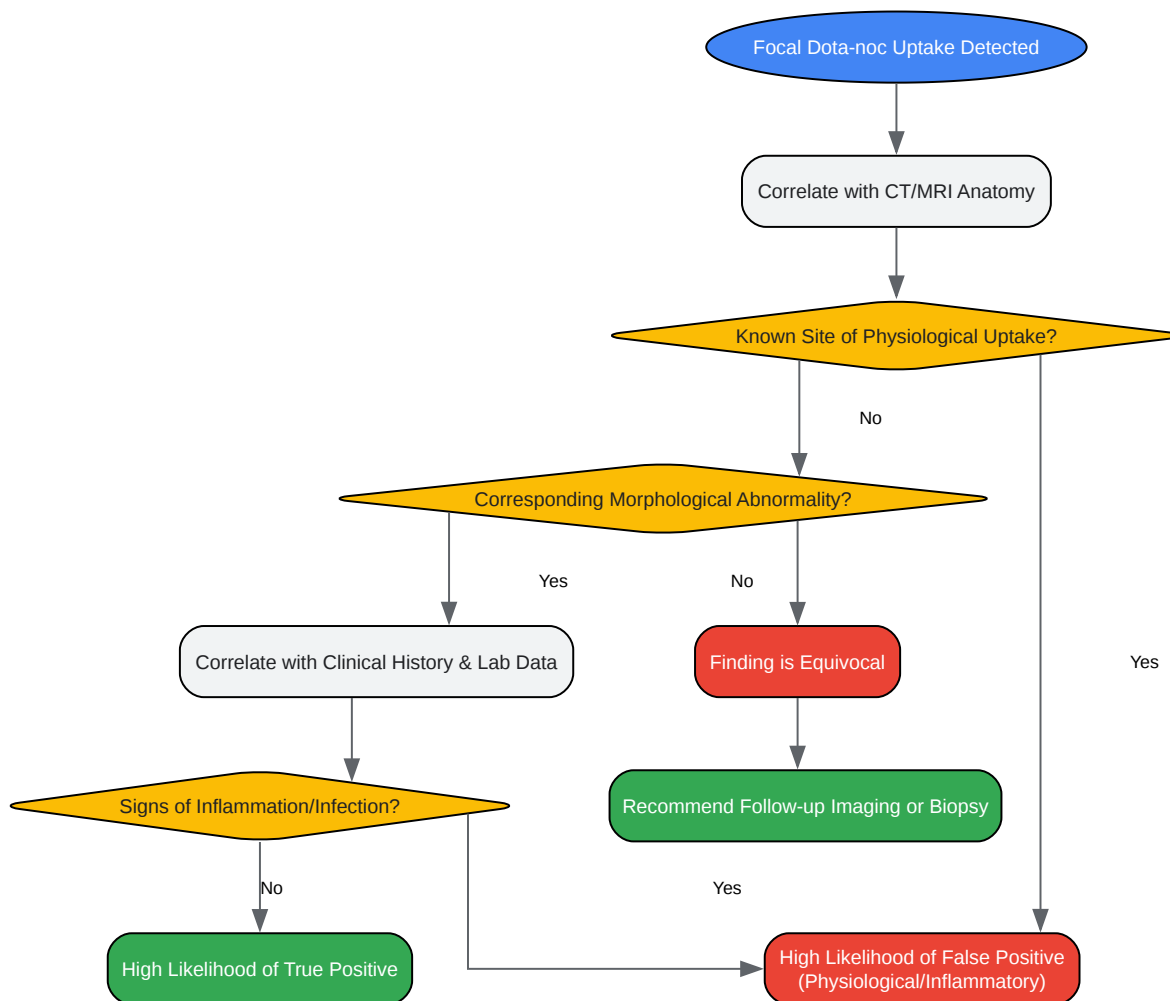 Focal Dota-noc Uptake Detected
Correlate with CT/MRI Anatomy
Known Site of Physiological Uptake?
No
Corresponding Morphological Abnormality?
Yes
No
Correlate with Clinical History & Lab Data
Finding is Equivocal
Yes
Signs of Inflammation/Infection?
Recommend Follow-up Imaging or Biopsy
No
Yes
High Likelihood of True Positive
High Likelihood of False Positive
(Physiological/Inflammatory)